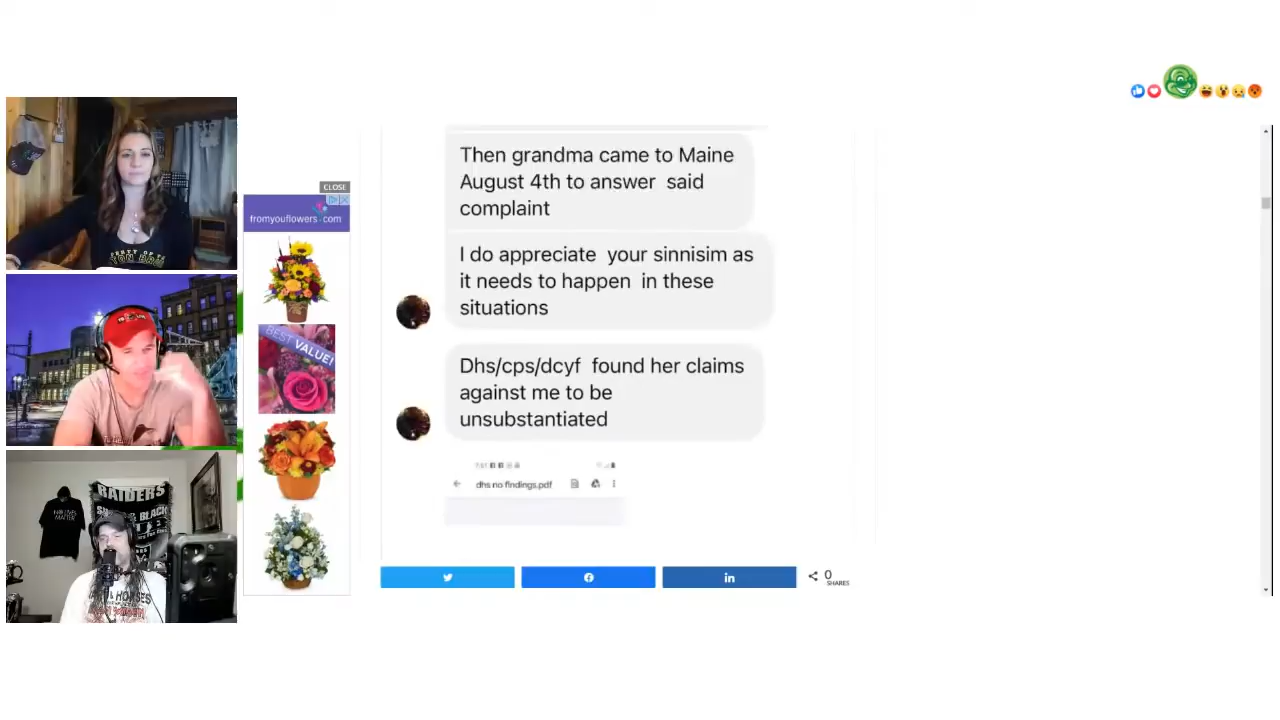 Then grandma came to Maine
August 4th to answer said
complaint
I do appreciate your sinnisim as
it needs to happen in these
situations
Dhs/cps/dcyf found her claims
against me to be
unsubstantiated
7:57
dhs no findings.pdf
0
SHARES
CLOSE
fromyouflowers.com
BEST VALUE!
RAIDERS